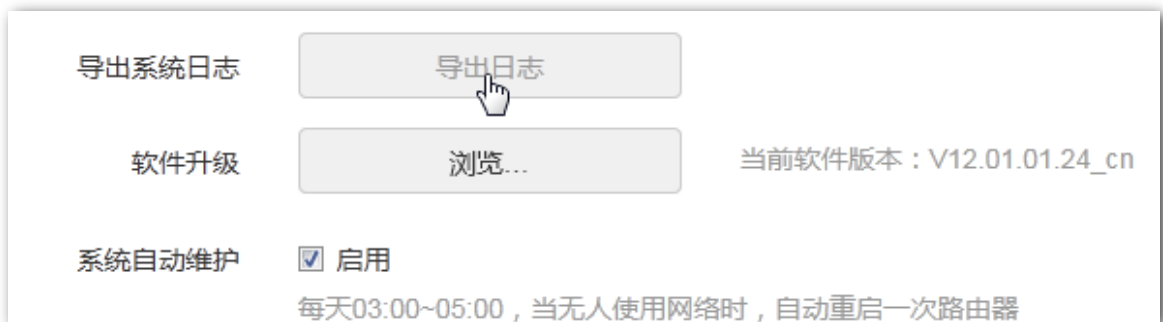 导出系统日志 导出日志
软件升级 浏览... 当前软件版本：V12.01.01.24_cn
系统自动维护 启用
每天03:00~05:00，当无人使用网络时，自动重启一次路由器